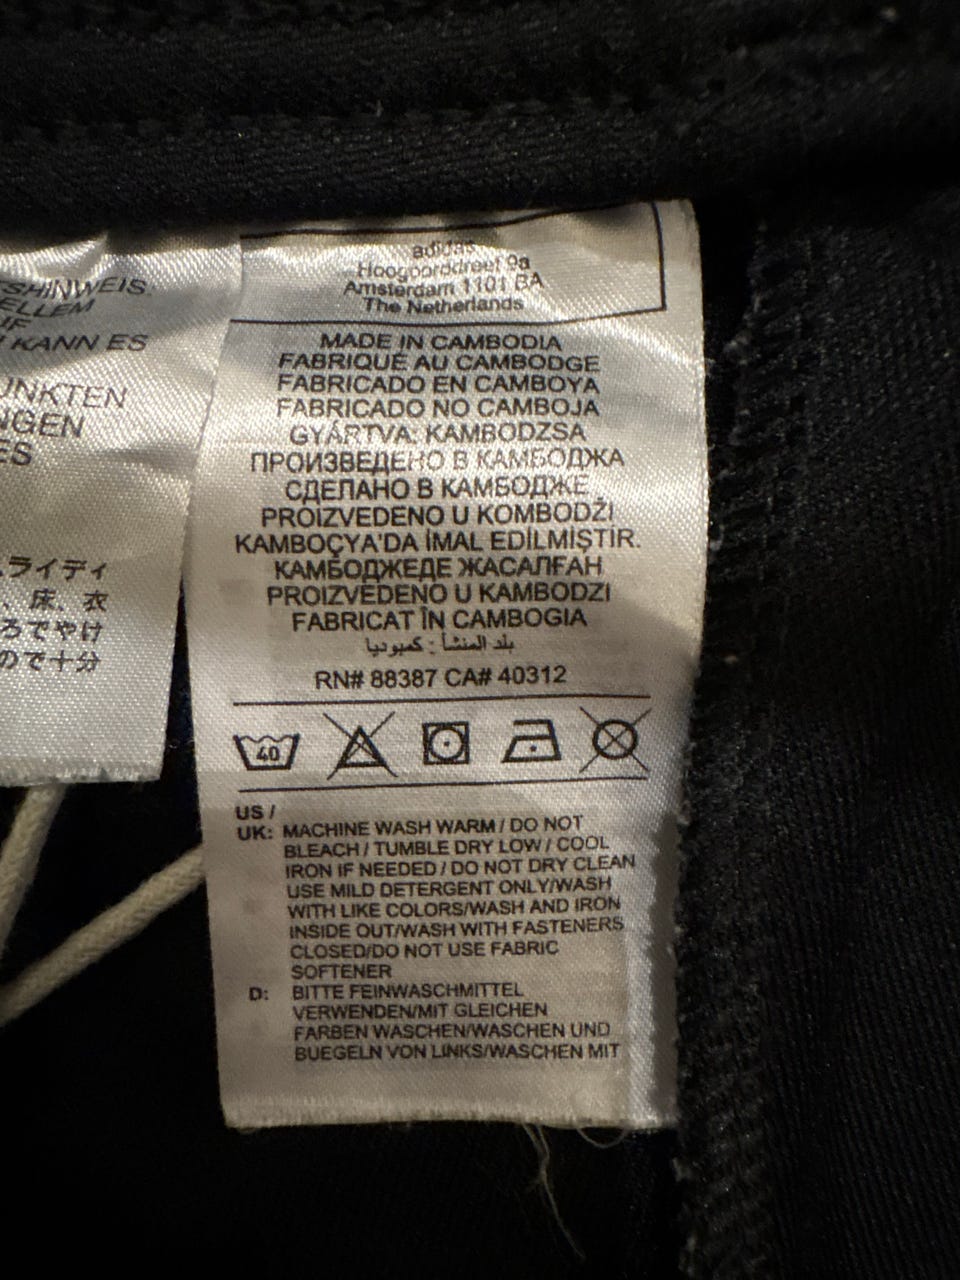 SHINWEIS.
ELLEM
UF
KANN ES
UNKTEN
NGEN
ES
ライティ
、床、衣
ろでやけ
ので十分
adidas
Hoogoorddreef 9a
Amsterdam 1101 BA
The Netherlands
MADE IN CAMBODIA
FABRIQUÉ AU CAMBODGE
FABRICADO EN CAMBOYA
FABRICADO NO CAMBOJA
GYÁRTVA: KAMBODZSA
ПРОИЗВЕДЕНО В КАМБОДЖА
СДЕЛАНО В КАМБОДЖЕ
PROIZVEDENO U KOMBODŽI
KAMBOÇYA'DA İMAL EDİLMİŞTİR.
КАМБОДЖЕДЕ ЖАСАЛҒАН
PROIZVEDENO U KAMBODZI
FABRICAT ÎN CAMBOGIA
بلد المنشأ : كمبوديا
RN# 88387 CA# 40312
40
US /
UK: MACHINE WASH WARM / DO NOT
BLEACH / TUMBLE DRY LOW / COOL
IRON IF NEEDED / DO NOT DRY CLEAN
USE MILD DETERGENT ONLY/WASH
WITH LIKE COLORS/WASH AND IRON
INSIDE OUT/WASH WITH FASTENERS
CLOSED/DO NOT USE FABRIC
SOFTENER
D: BITTE FEINWASCHMITTEL
VERWENDEN/MIT GLEICHEN
FARBEN WASCHEN/WASCHEN UND
BUEGELN VON LINKS/WASCHEN MIT